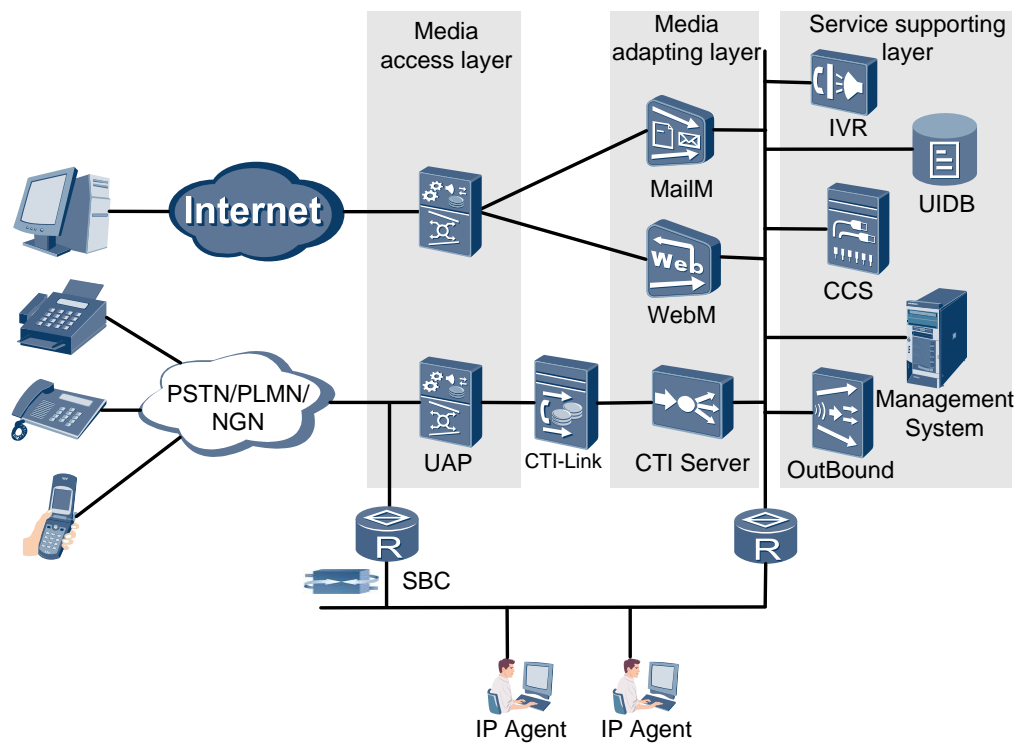 Media
access layer
Media
adapting layer
Service supporting
layer
IVR
MailM
UIDB
Internet
Web
WebM
CCS
PSTN/PLMN/
NGN
UAP
CTI-Link
CTI Server
Management
System
OutBound
R
R
SBC
IP Agent
IP Agent